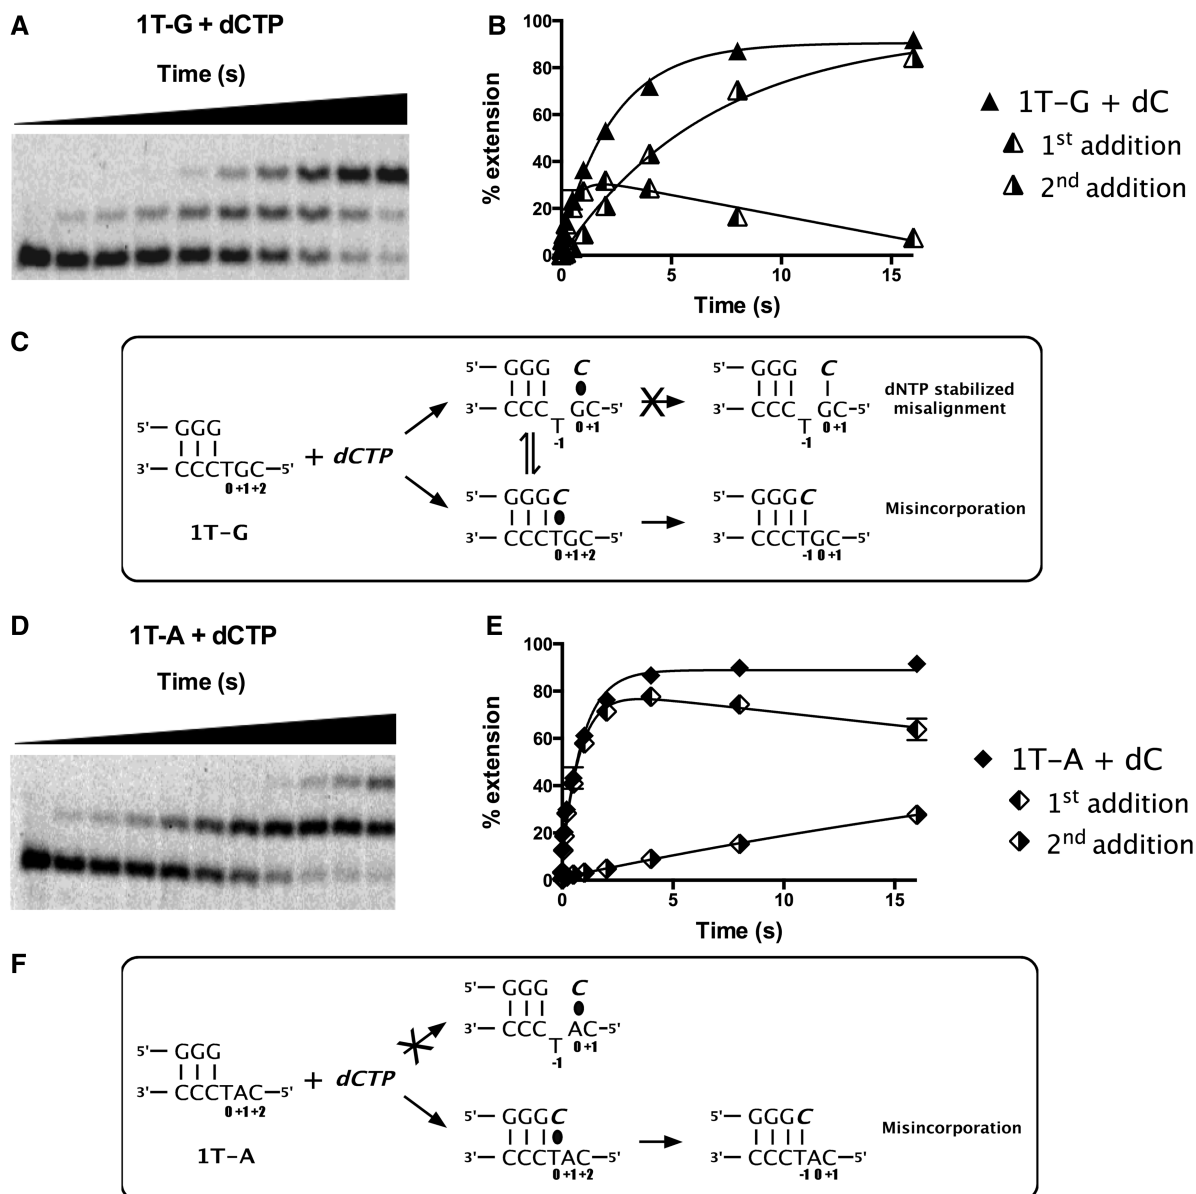 A
1T-G + dCTP
Time (s)
B
100
80
60
40
20
0
0
5
10
15
% extension
Time (s)
1T–G + dC
1st addition
2nd addition
C
5'— GGG
3'— CCCTGC—5'
0 +1 +2
1T–G
+ dCTP
5'— GGG C
3'— CCC GC—5'
T 0 +1
-1
X
5'— GGG C
3'— CCC GC—5'
T 0 +1
-1
dNTP stabilized
misalignment
5'— GGGC
3'— CCCTGC—5'
0 +1 +2
5'— GGGC
3'— CCCTGC—5'
-1 0 +1
Misincorporation
D
1T-A + dCTP
Time (s)
E
100
80
60
40
20
0
0
5
10
15
% extension
Time (s)
1T–A + dC
1st addition
2nd addition
F
5'— GGG
3'— CCCTAC—5'
0 +1 +2
1T–A
+ dCTP
X
5'— GGG C
3'— CCC AC—5'
T 0 +1
-1
5'— GGGC
3'— CCCTAC—5'
0 +1 +2
5'— GGGC
3'— CCCTAC—5'
-1 0 +1
Misincorporation